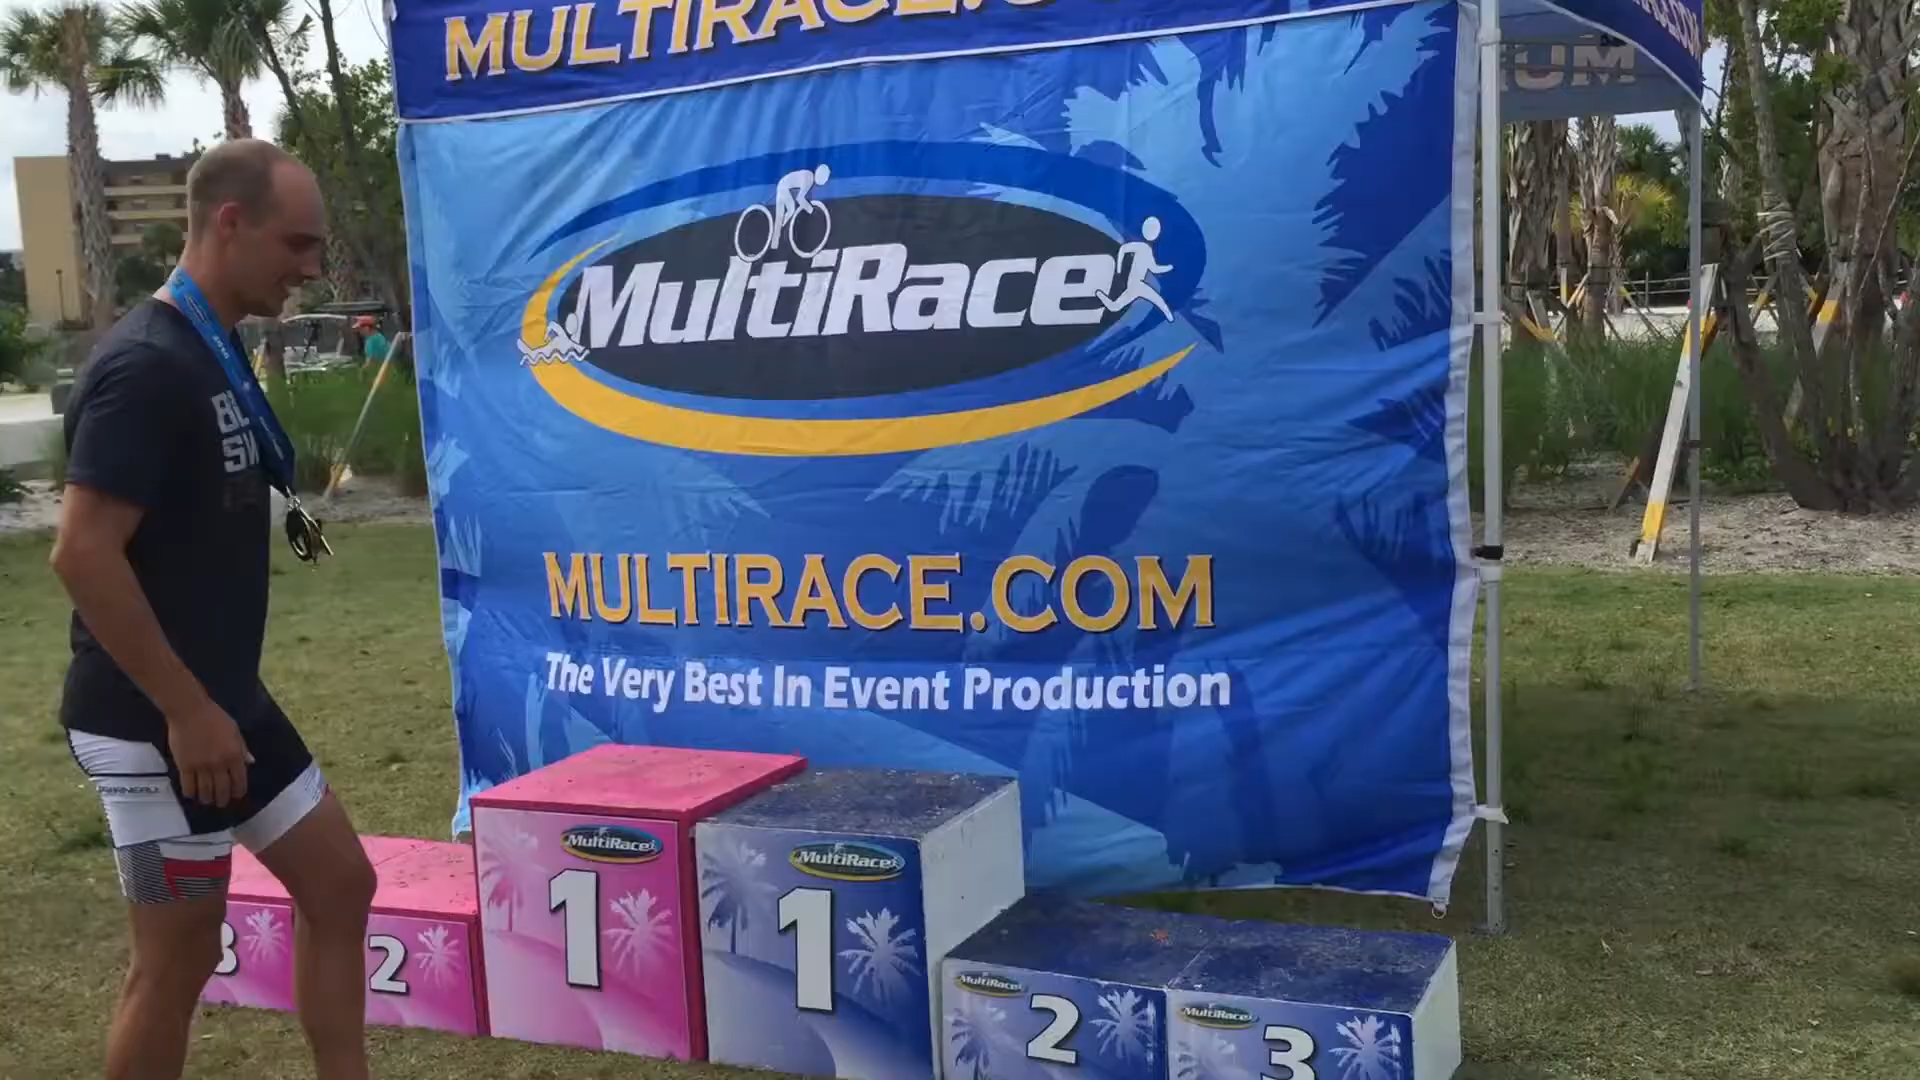 MULTIRACE.CO
MultiRace
MULTIRACE.COM
The Very Best In Event Production
MultiRace
1
MultiRace
1
3
2
MultiRace
2
MultiRace
3